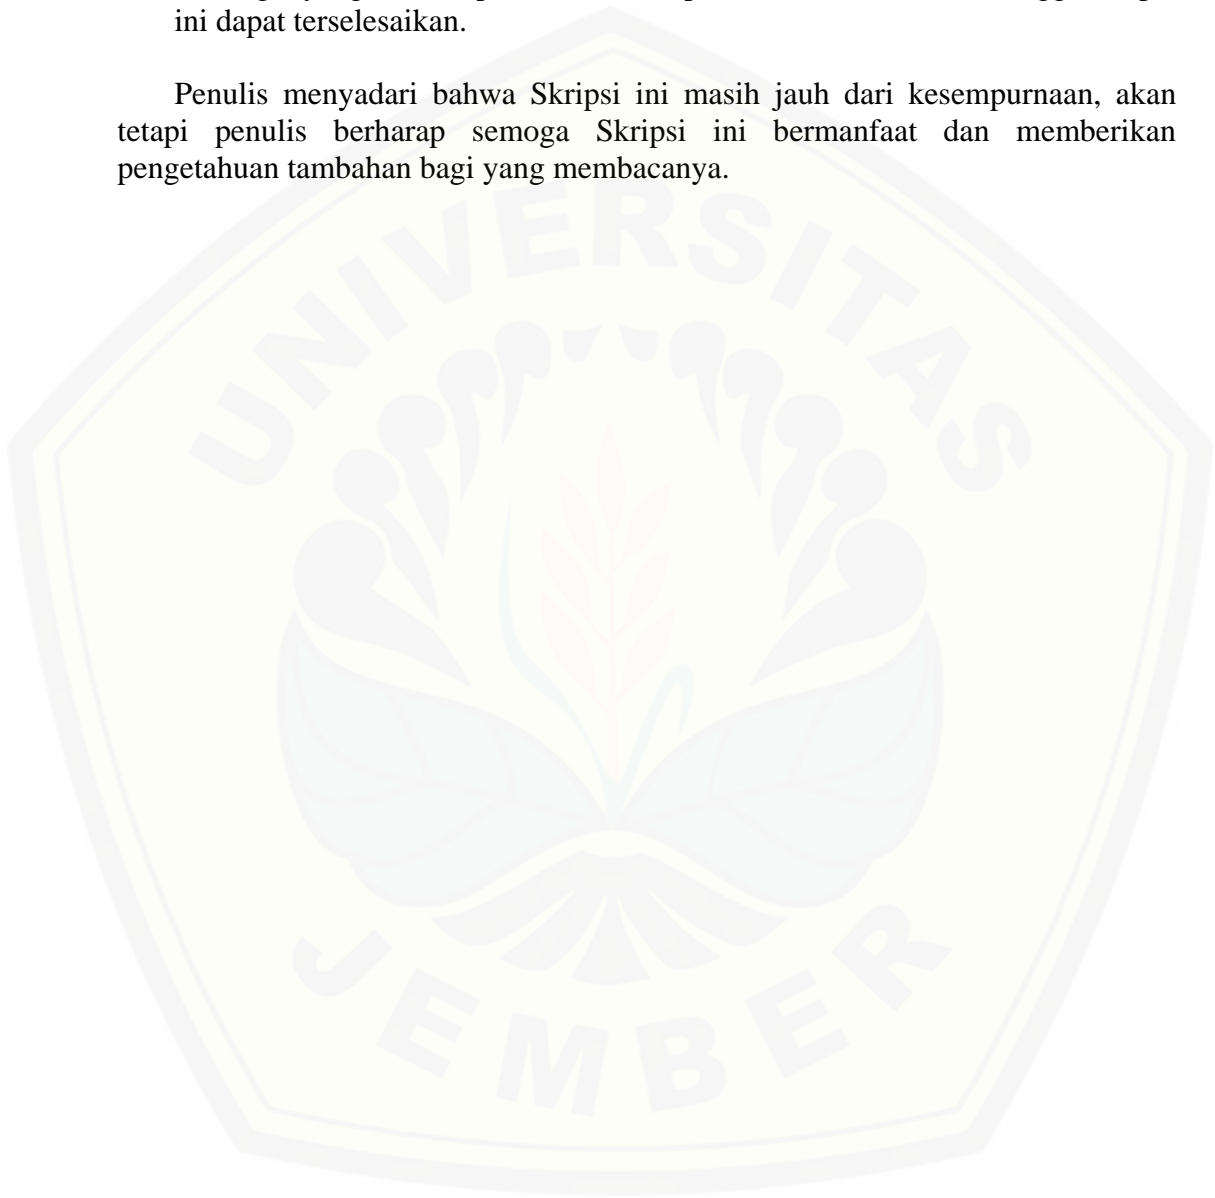 ini dapat terselesaikan.
Penulis menyadari bahwa Skripsi ini masih jauh dari kesempurnaan, akan
tetapi penulis berharap semoga Skripsi ini bermanfaat dan memberikan
pengetahuan tambahan bagi yang membacanya.
UNIVERSITAS
JEMBER